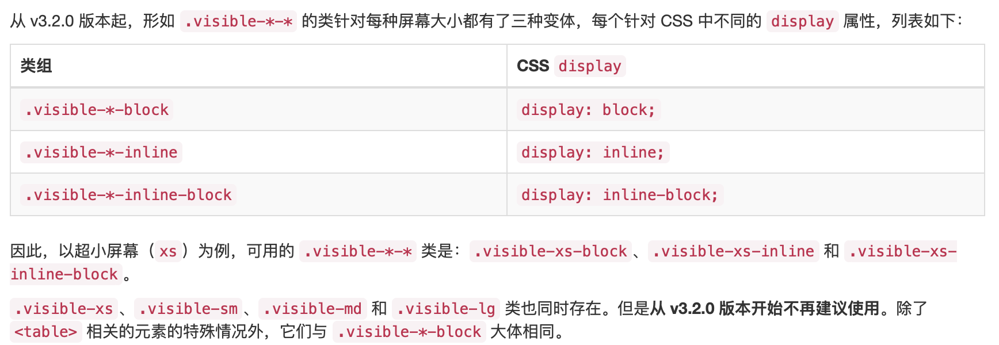 从 v3.2.0 版本起，形如 .visible-*-* 的类针对每种屏幕大小都有了三种变体，每个针对 CSS 中不同的 display 属性，列表如下：
类组 CSS display
.visible-*-block display: block;
.visible-*-inline display: inline;
.visible-*-inline-block display: inline-block;
因此，以超小屏幕（xs）为例，可用的 .visible-*-* 类是：.visible-xs-block、.visible-xs-inline 和 .visible-xs-
inline-block。
.visible-xs、.visible-sm、.visible-md 和 .visible-lg 类也同时存在。但是从 v3.2.0 版本开始不再建议使用。除了
<table> 相关的元素的特殊情况外，它们与 .visible-*-block 大体相同。